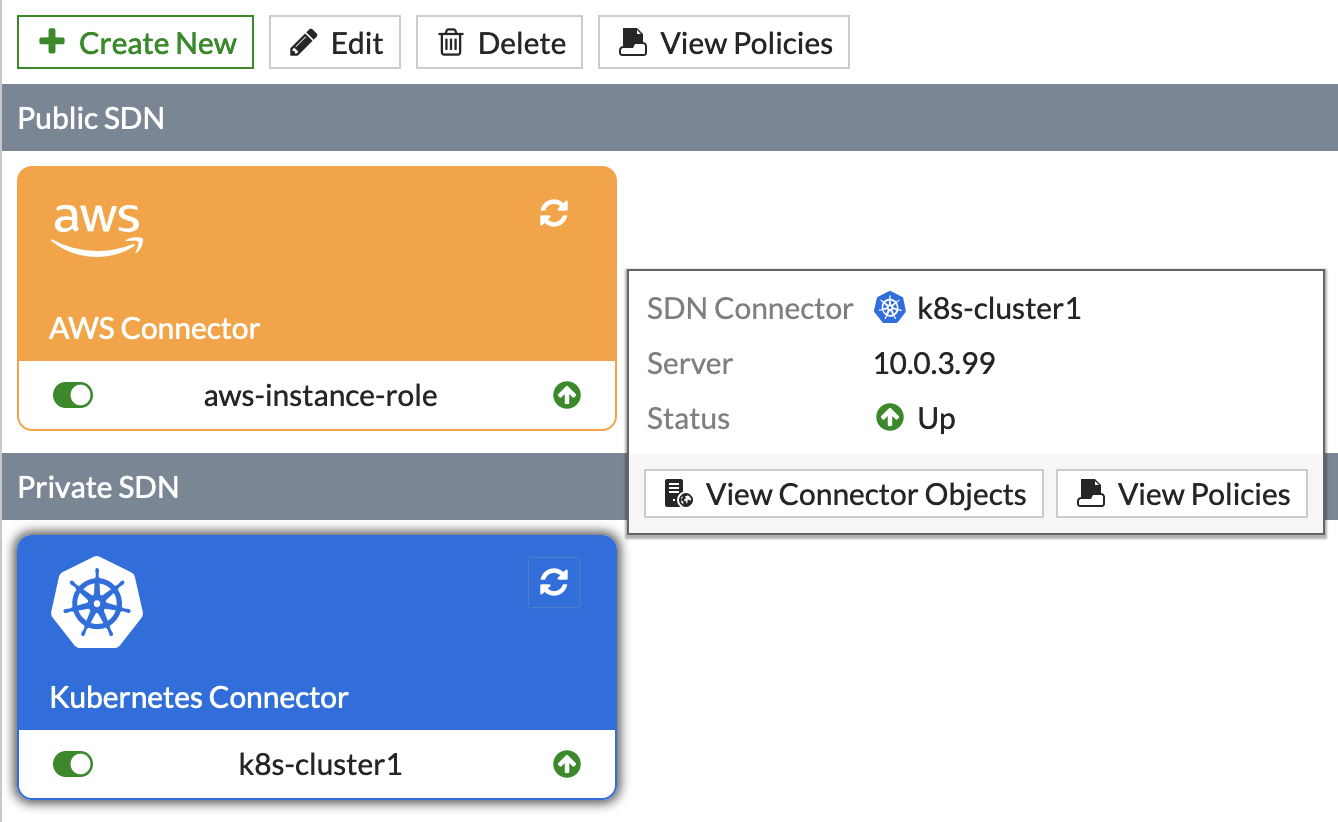 Create New
Edit
Delete
View Policies
Public SDN
aws
AWS Connector
aws-instance-role
SDN Connector k8s-cluster1
Server 10.0.3.99
Status Up
View Connector Objects
View Policies
Private SDN
Kubernetes Connector
k8s-cluster1